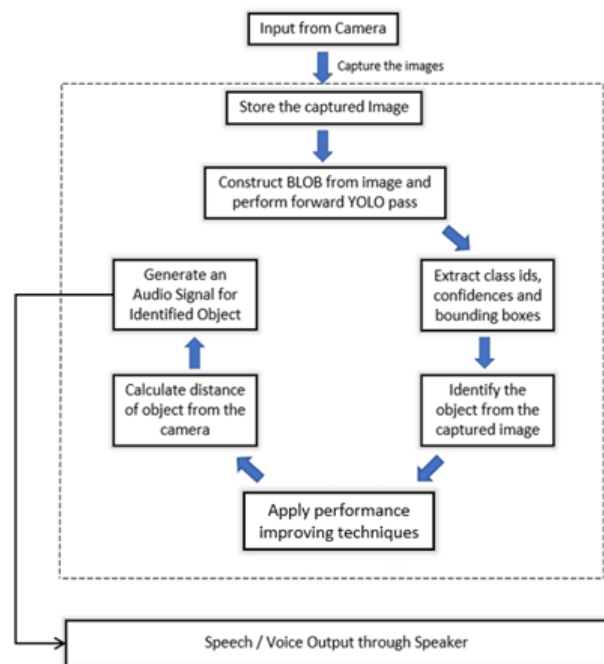 Input from Camera
Capture the images
Store the captured Image
Construct BLOB from image and
perform forward YOLO pass
Extract class ids,
confidences and
bounding boxes
Identify the
object from the
captured image
Apply performance
improving techniques
Calculate distance
of object from the
camera
Generate an
Audio Signal for
Identified Object
Speech / Voice Output through Speaker